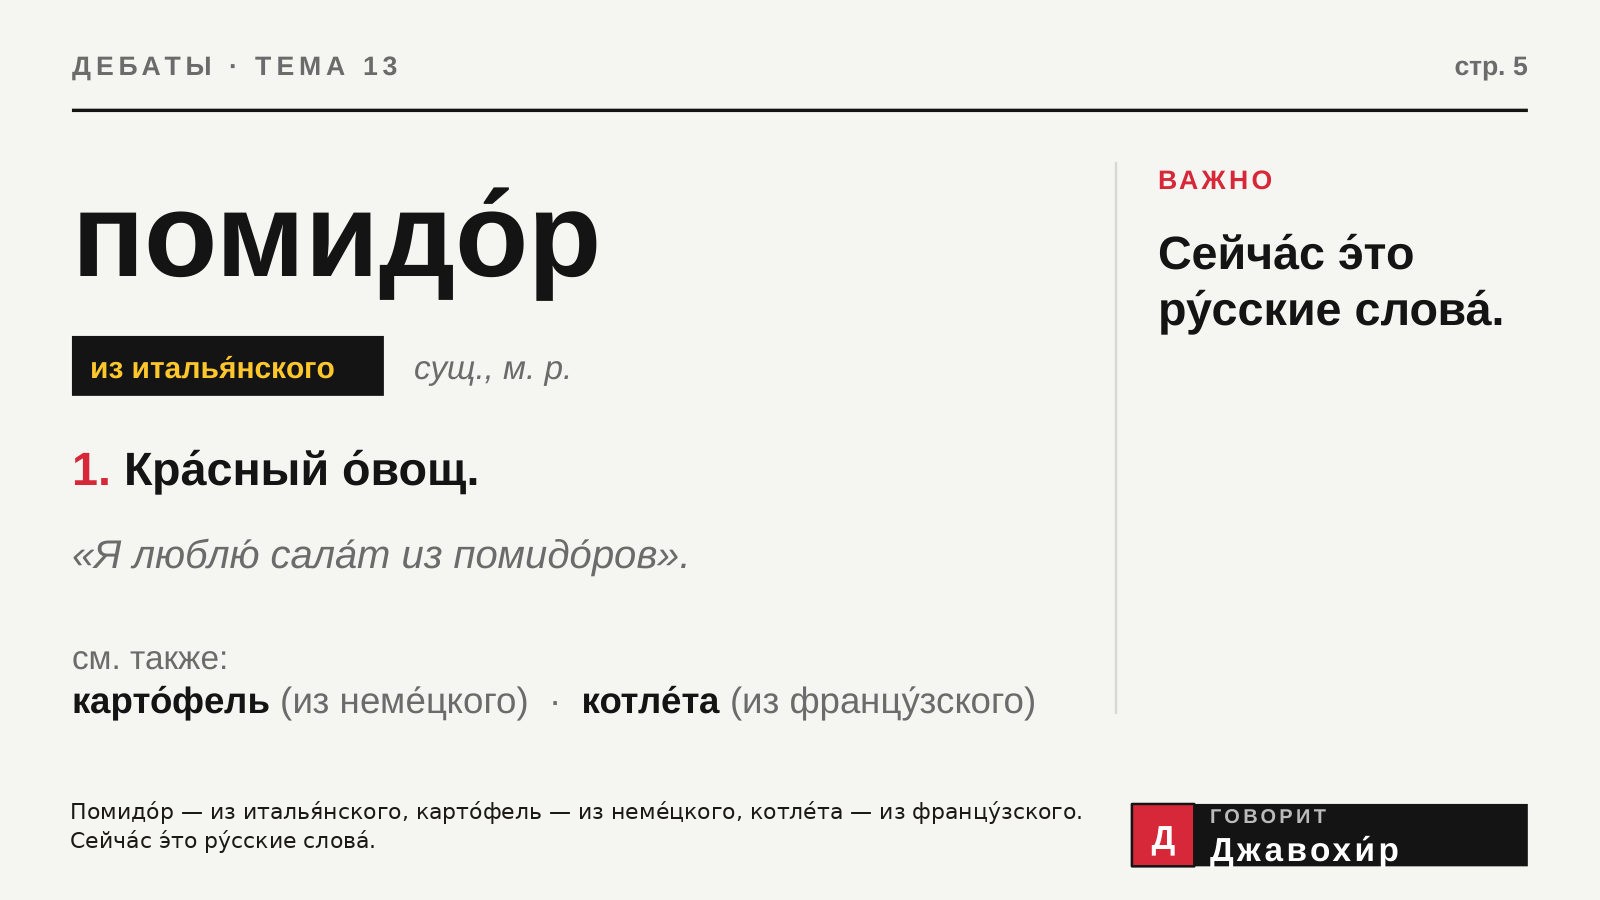 ДЕБАТЫ · ТЕМА 13
стр. 5
помидо́р
из италья́нского
сущ., м. р.
1. Кра́сный о́вощ.
«Я люблю́ сала́т из помидо́ров».
см. также:
карто́фель (из неме́цкого) · котле́та (из францу́зского)
ВАЖНО
Сейча́с э́то
ру́сские слова́.
Помидо́р — из италья́нского, карто́фель — из неме́цкого, котле́та — из францу́зского.
Сейча́с э́то ру́сские слова́.
Д
ГОВОРИТ
Джавохи́р